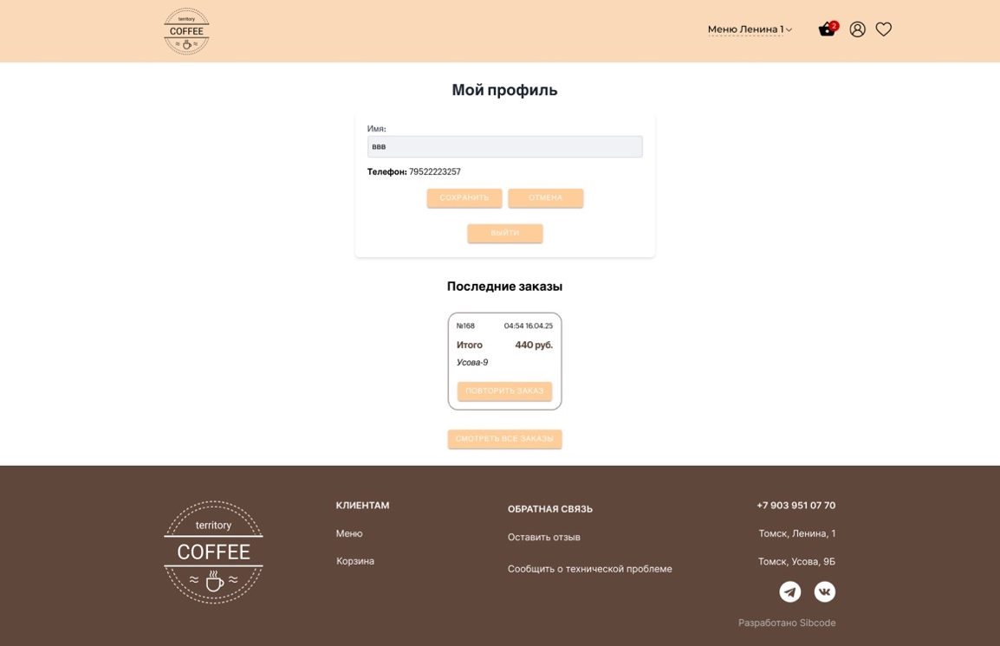 territory
COFFEE
Меню Ленина 1
2
Мой профиль
Имя:
ввв
Телефон: 79522223257
СОХРАНИТЬ ОТМЕНА
ВЫЙТИ
Последние заказы
№168 04:54 16.04.25
Итого 440 руб.
Усова-9
ПОВТОРИТЬ ЗАКАЗ
СМОТРЕТЬ ВСЕ ЗАКАЗЫ
territory
COFFEE
КЛИЕНТАМ
Меню
Корзина
ОБРАТНАЯ СВЯЗЬ
Оставить отзыв
Сообщить о технической проблеме
+7 903 951 07 70
Томск, Ленина, 1
Томск, Усова, 9Б
Разработано Sibcode